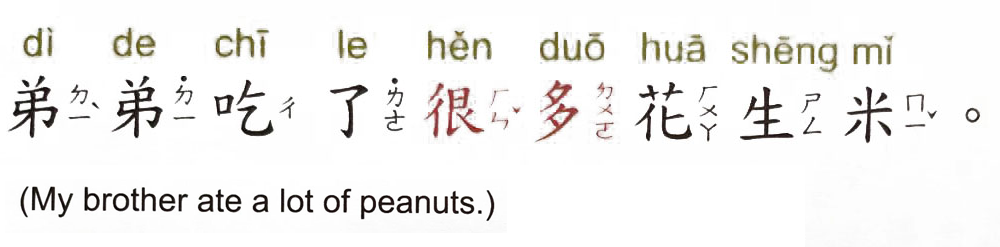 dì de chī le hěn duō huā shēng mǐ
弟ㄉㄧˋ弟˙ㄉㄧ吃ㄔ了˙ㄌㄜ很ㄏㄣˇ多ㄉㄨㄛ花ㄏㄨㄚ生ㄕㄥ米ㄇㄧˇ。
(My brother ate a lot of peanuts.)